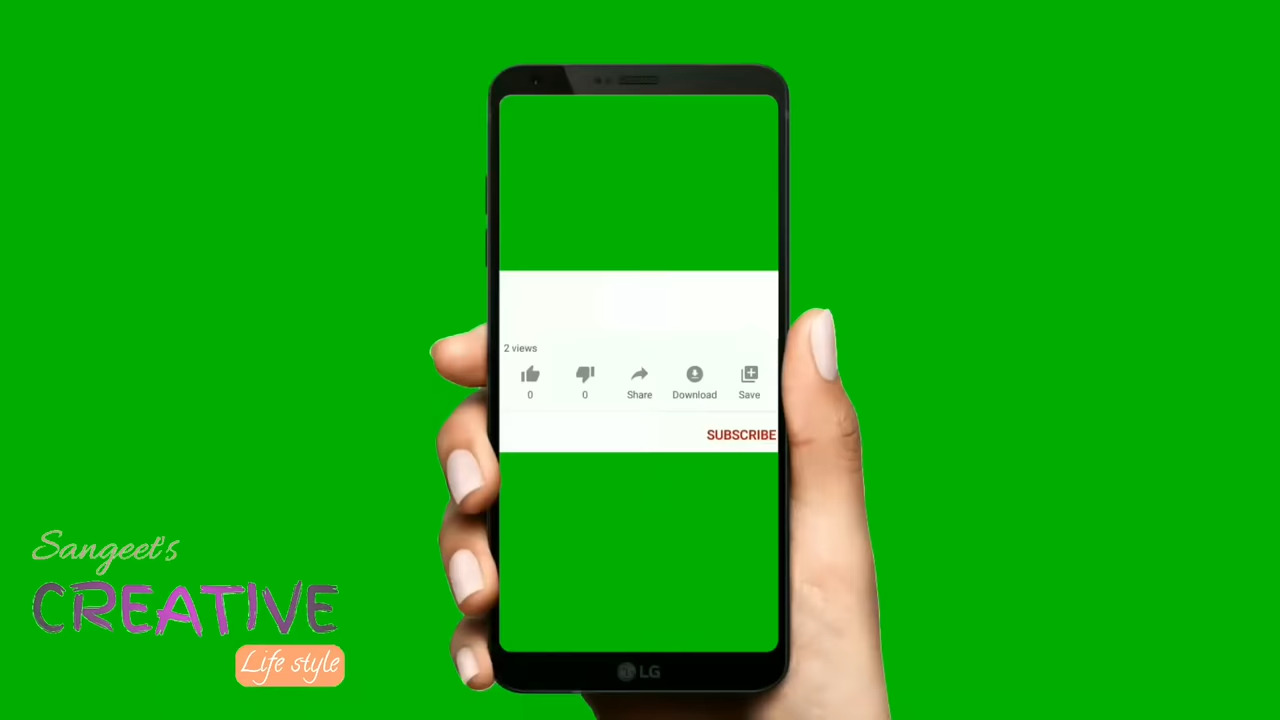 2 views
0 0 Share Download Save
SUBSCRIBE
Sangeet's
CREATIVE
Life style
LG